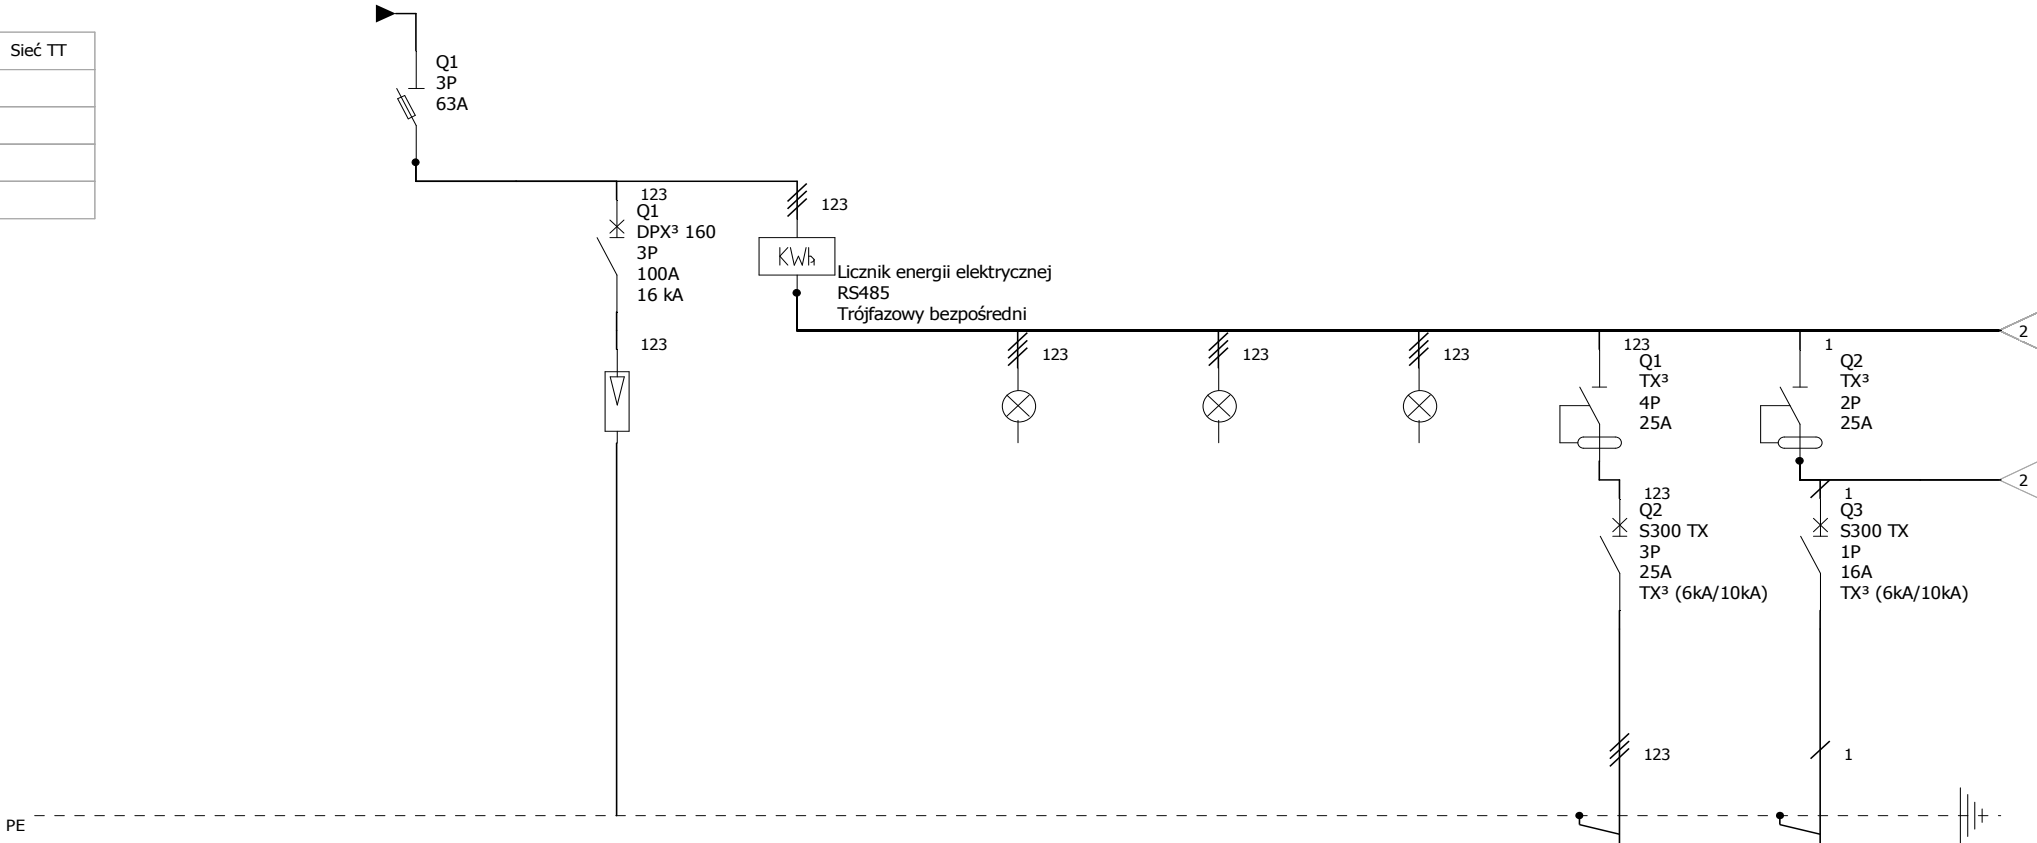 Sieć TT
Q1
3P
63A
123
Q1
DPX³ 160
3P
100A
16 kA
123
123
KWh
Licznik energii elektrycznej
RS485
Trójfazowy bezpośredni
123
123
123
123
Q1
TX³
4P
25A
1
Q2
TX³
2P
25A
2
123
Q2
S300 TX
3P
25A
TX³ (6kA/10kA)
1
Q3
S300 TX
1P
16A
TX³ (6kA/10kA)
2
123
1
PE